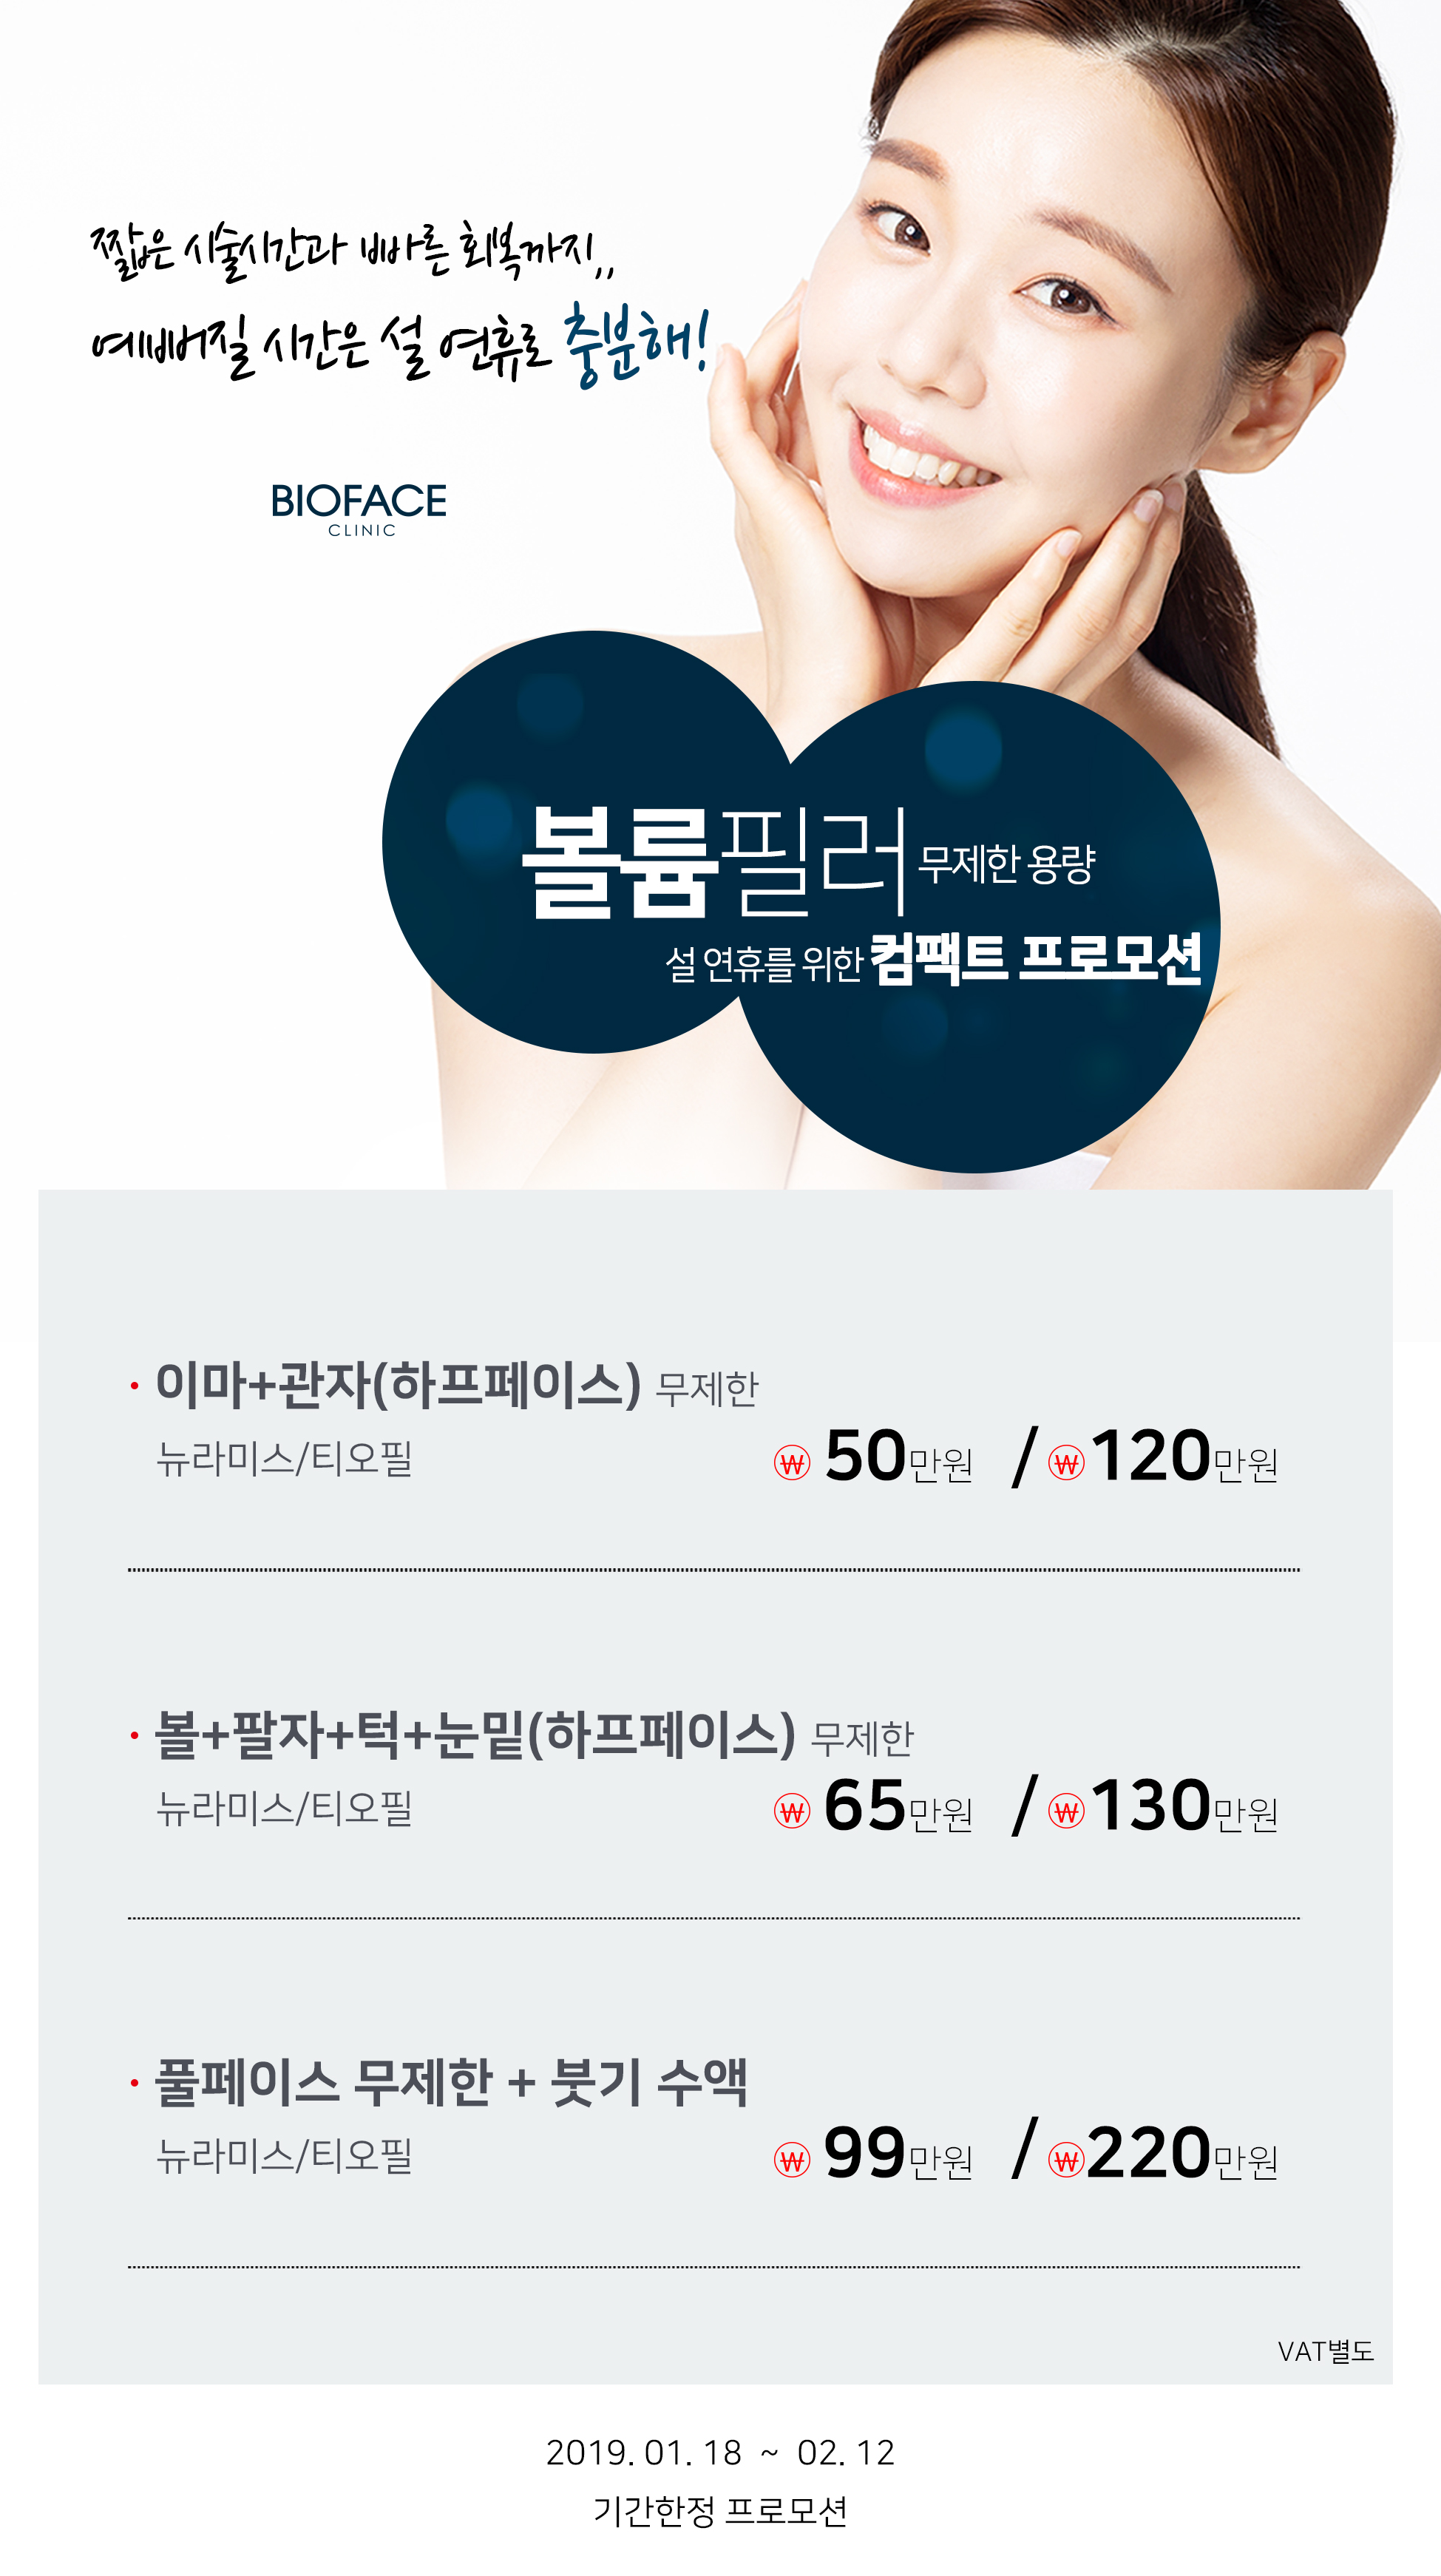 짧은 시술시간과 빠른 회복까지,,
예뻐질 시간은 설 연휴로 충분해!
BIOFACE
CLINIC
볼륨필러 무제한 용량
설 연휴를 위한 컴팩트 프로모션
· 이마+관자(하프페이스) 무제한
뉴라미스/티오필 ₩ 50만원 / ₩120만원
· 볼+팔자+턱+눈밑(하프페이스) 무제한
뉴라미스/티오필 ₩ 65만원 / ₩130만원
· 풀페이스 무제한 + 붓기 수액
뉴라미스/티오필 ₩ 99만원 / ₩220만원
VAT별도
2019. 01. 18 ~ 02. 12
기간한정 프로모션